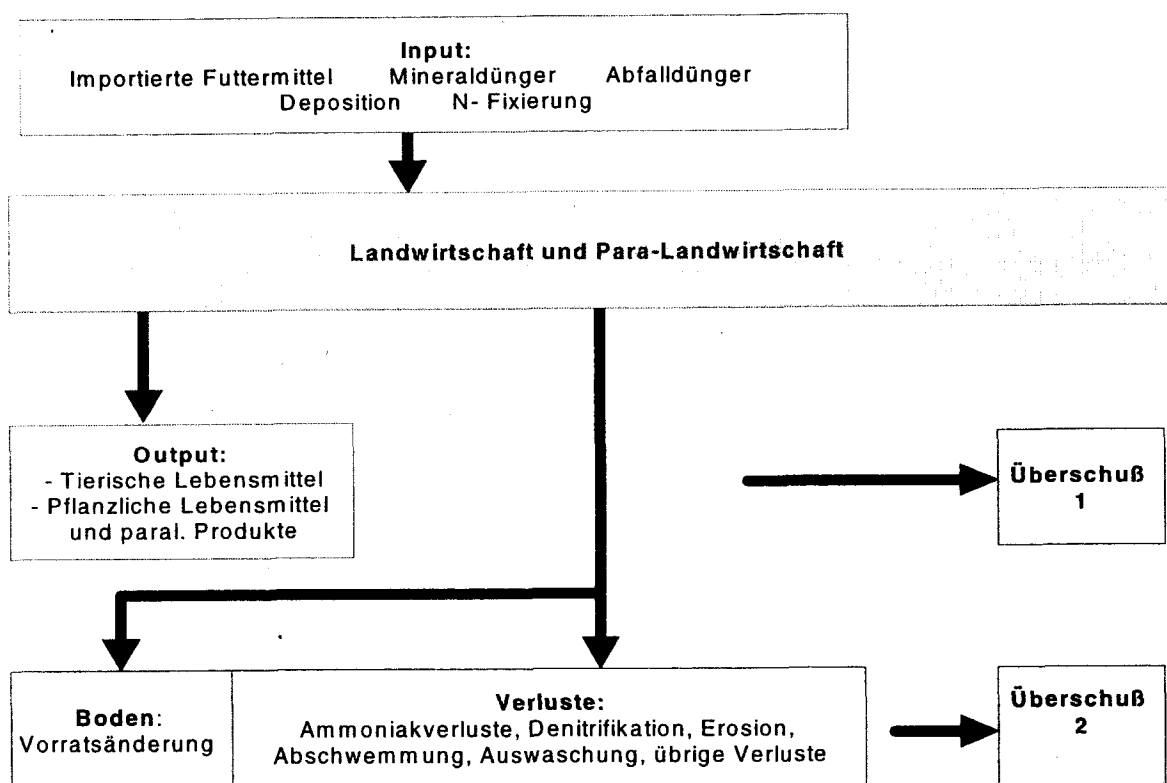 Input:
Importierte Futtermittel Mineraldünger Abfalldünger
Deposition N- Fixierung
Landwirtschaft und Para-Landwirtschaft
Output:
- Tierische Lebensmittel
- Pflanzliche Lebensmittel
und paral. Produkte
Überschuß
1
Boden:
Vorratsänderung
Verluste:
Ammoniakverluste, Denitrifikation, Erosion,
Abschwemmung, Auswaschung, übrige Verluste
Überschuß
2